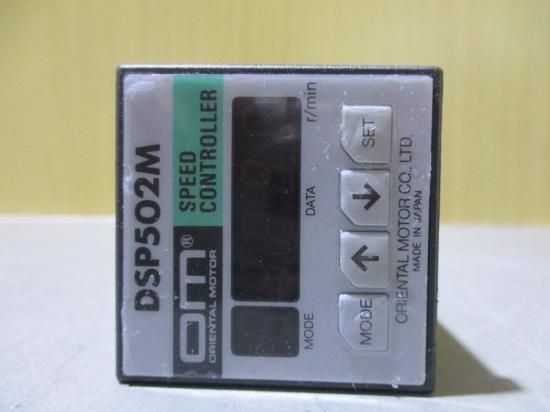 DSP502M
om®
ORIENTAL MOTOR
SPEED
CONTROLLER
MODE
DATA
r/min
MODE
↑
↓
SET
ORIENTAL MOTOR CO., LTD.
MADE IN JAPAN